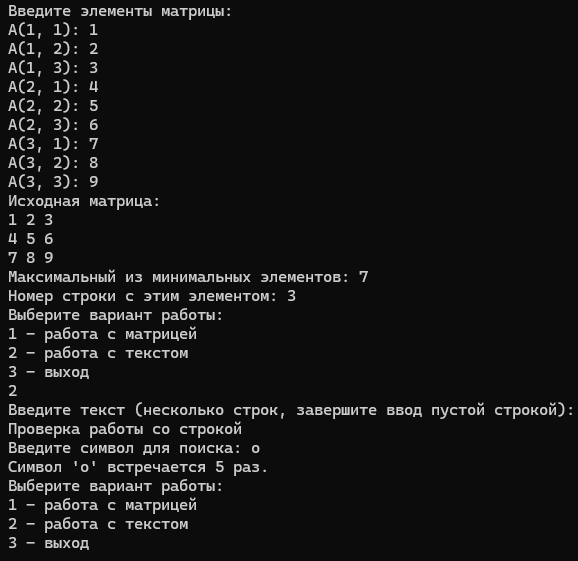 Введите элементы матрицы:
A(1, 1): 1
A(1, 2): 2
A(1, 3): 3
A(2, 1): 4
A(2, 2): 5
A(2, 3): 6
A(3, 1): 7
A(3, 2): 8
A(3, 3): 9
Исходная матрица:
1 2 3
4 5 6
7 8 9
Максимальный из минимальных элементов: 7
Номер строки с этим элементом: 3
Выберите вариант работы:
1 – работа с матрицей
2 – работа с текстом
3 – выход
2
Введите текст (несколько строк, завершите ввод пустой строкой):
Проверка работы со строкой
Введите символ для поиска: о
Символ 'о' встречается 5 раз.
Выберите вариант работы:
1 – работа с матрицей
2 – работа с текстом
3 – выход